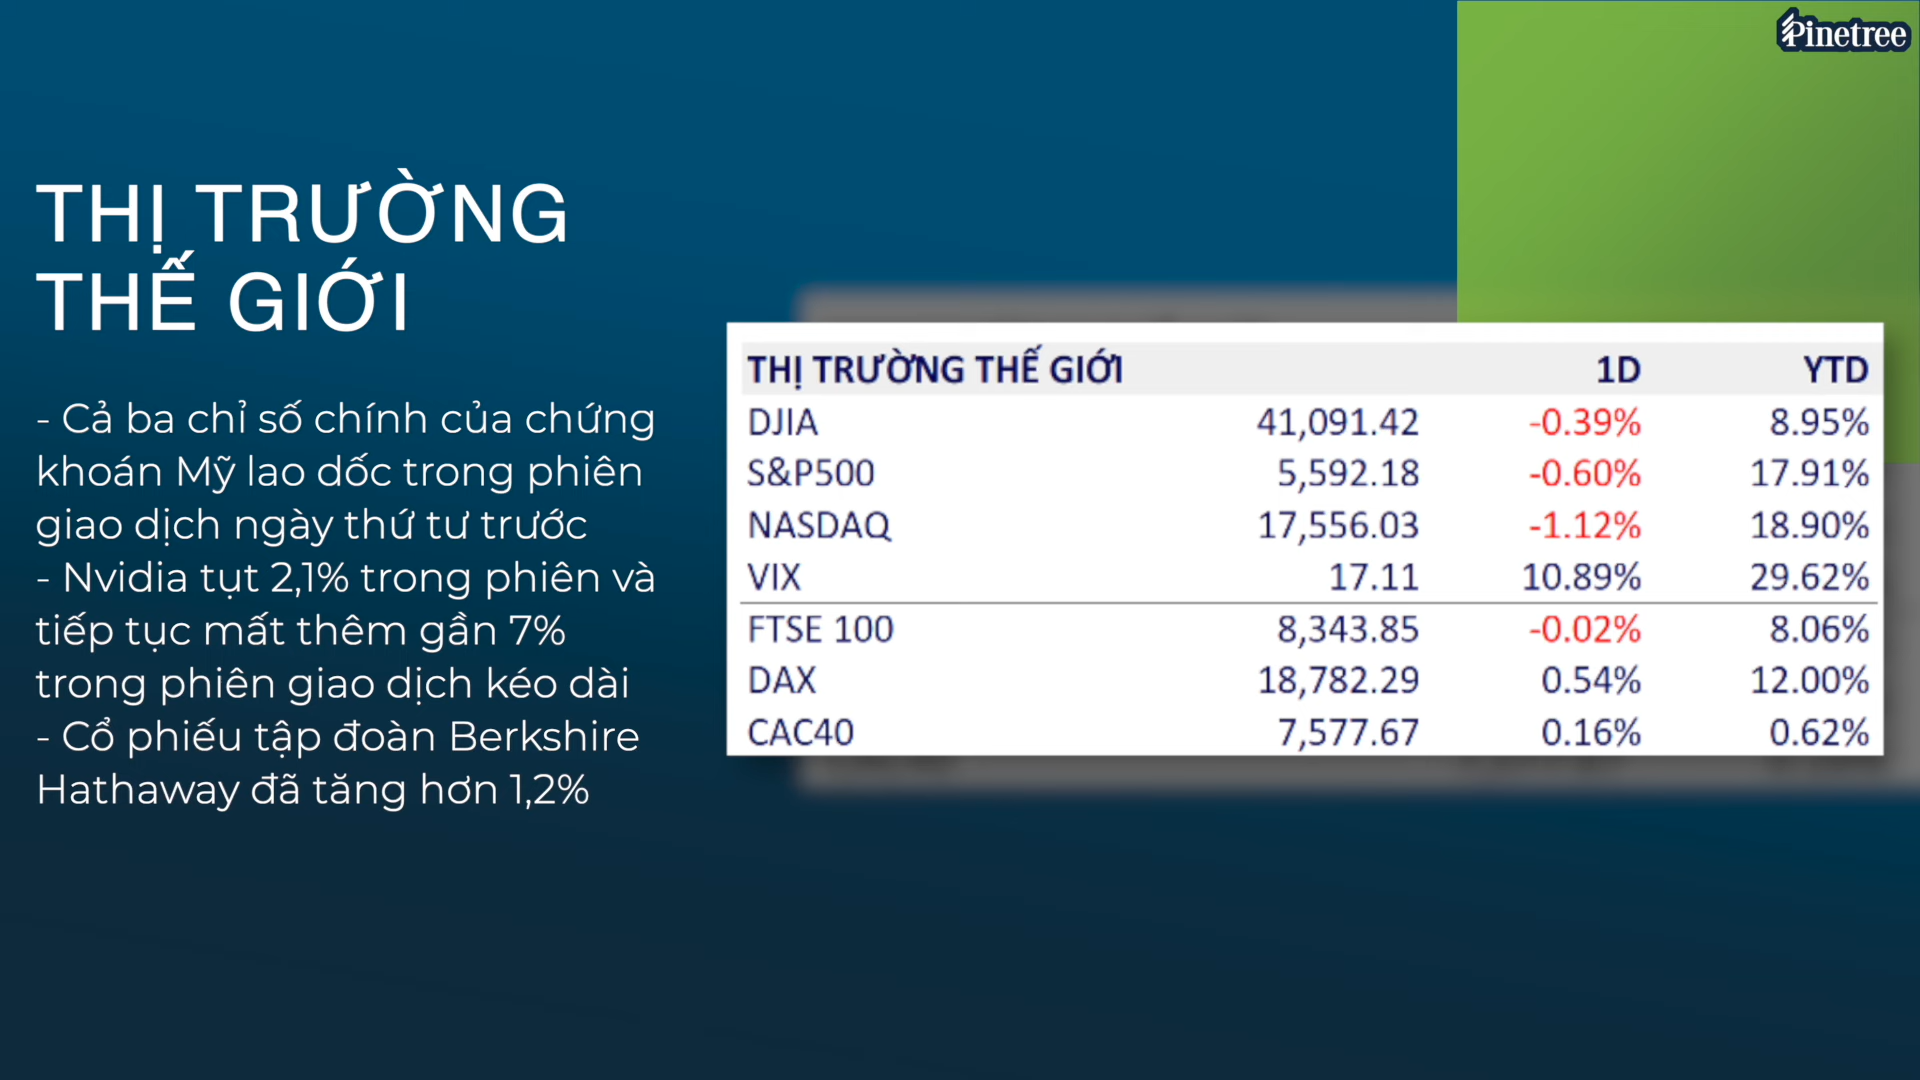 Pinetree
THỊ TRƯỜNG
THẾ GIỚI
- Cả ba chỉ số chính của chứng
khoán Mỹ lao dốc trong phiên
giao dịch ngày thứ tư trước
- Nvidia tụt 2,1% trong phiên và
tiếp tục mất thêm gần 7%
trong phiên giao dịch kéo dài
- Cổ phiếu tập đoàn Berkshire
Hathaway đã tăng hơn 1,2%
THỊ TRƯỜNG THẾ GIỚI 1D YTD
DJIA 41,091.42 -0.39% 8.95%
S&P500 5,592.18 -0.60% 17.91%
NASDAQ 17,556.03 -1.12% 18.90%
VIX 17.11 10.89% 29.62%
FTSE 100 8,343.85 -0.02% 8.06%
DAX 18,782.29 0.54% 12.00%
CAC40 7,577.67 0.16% 0.62%